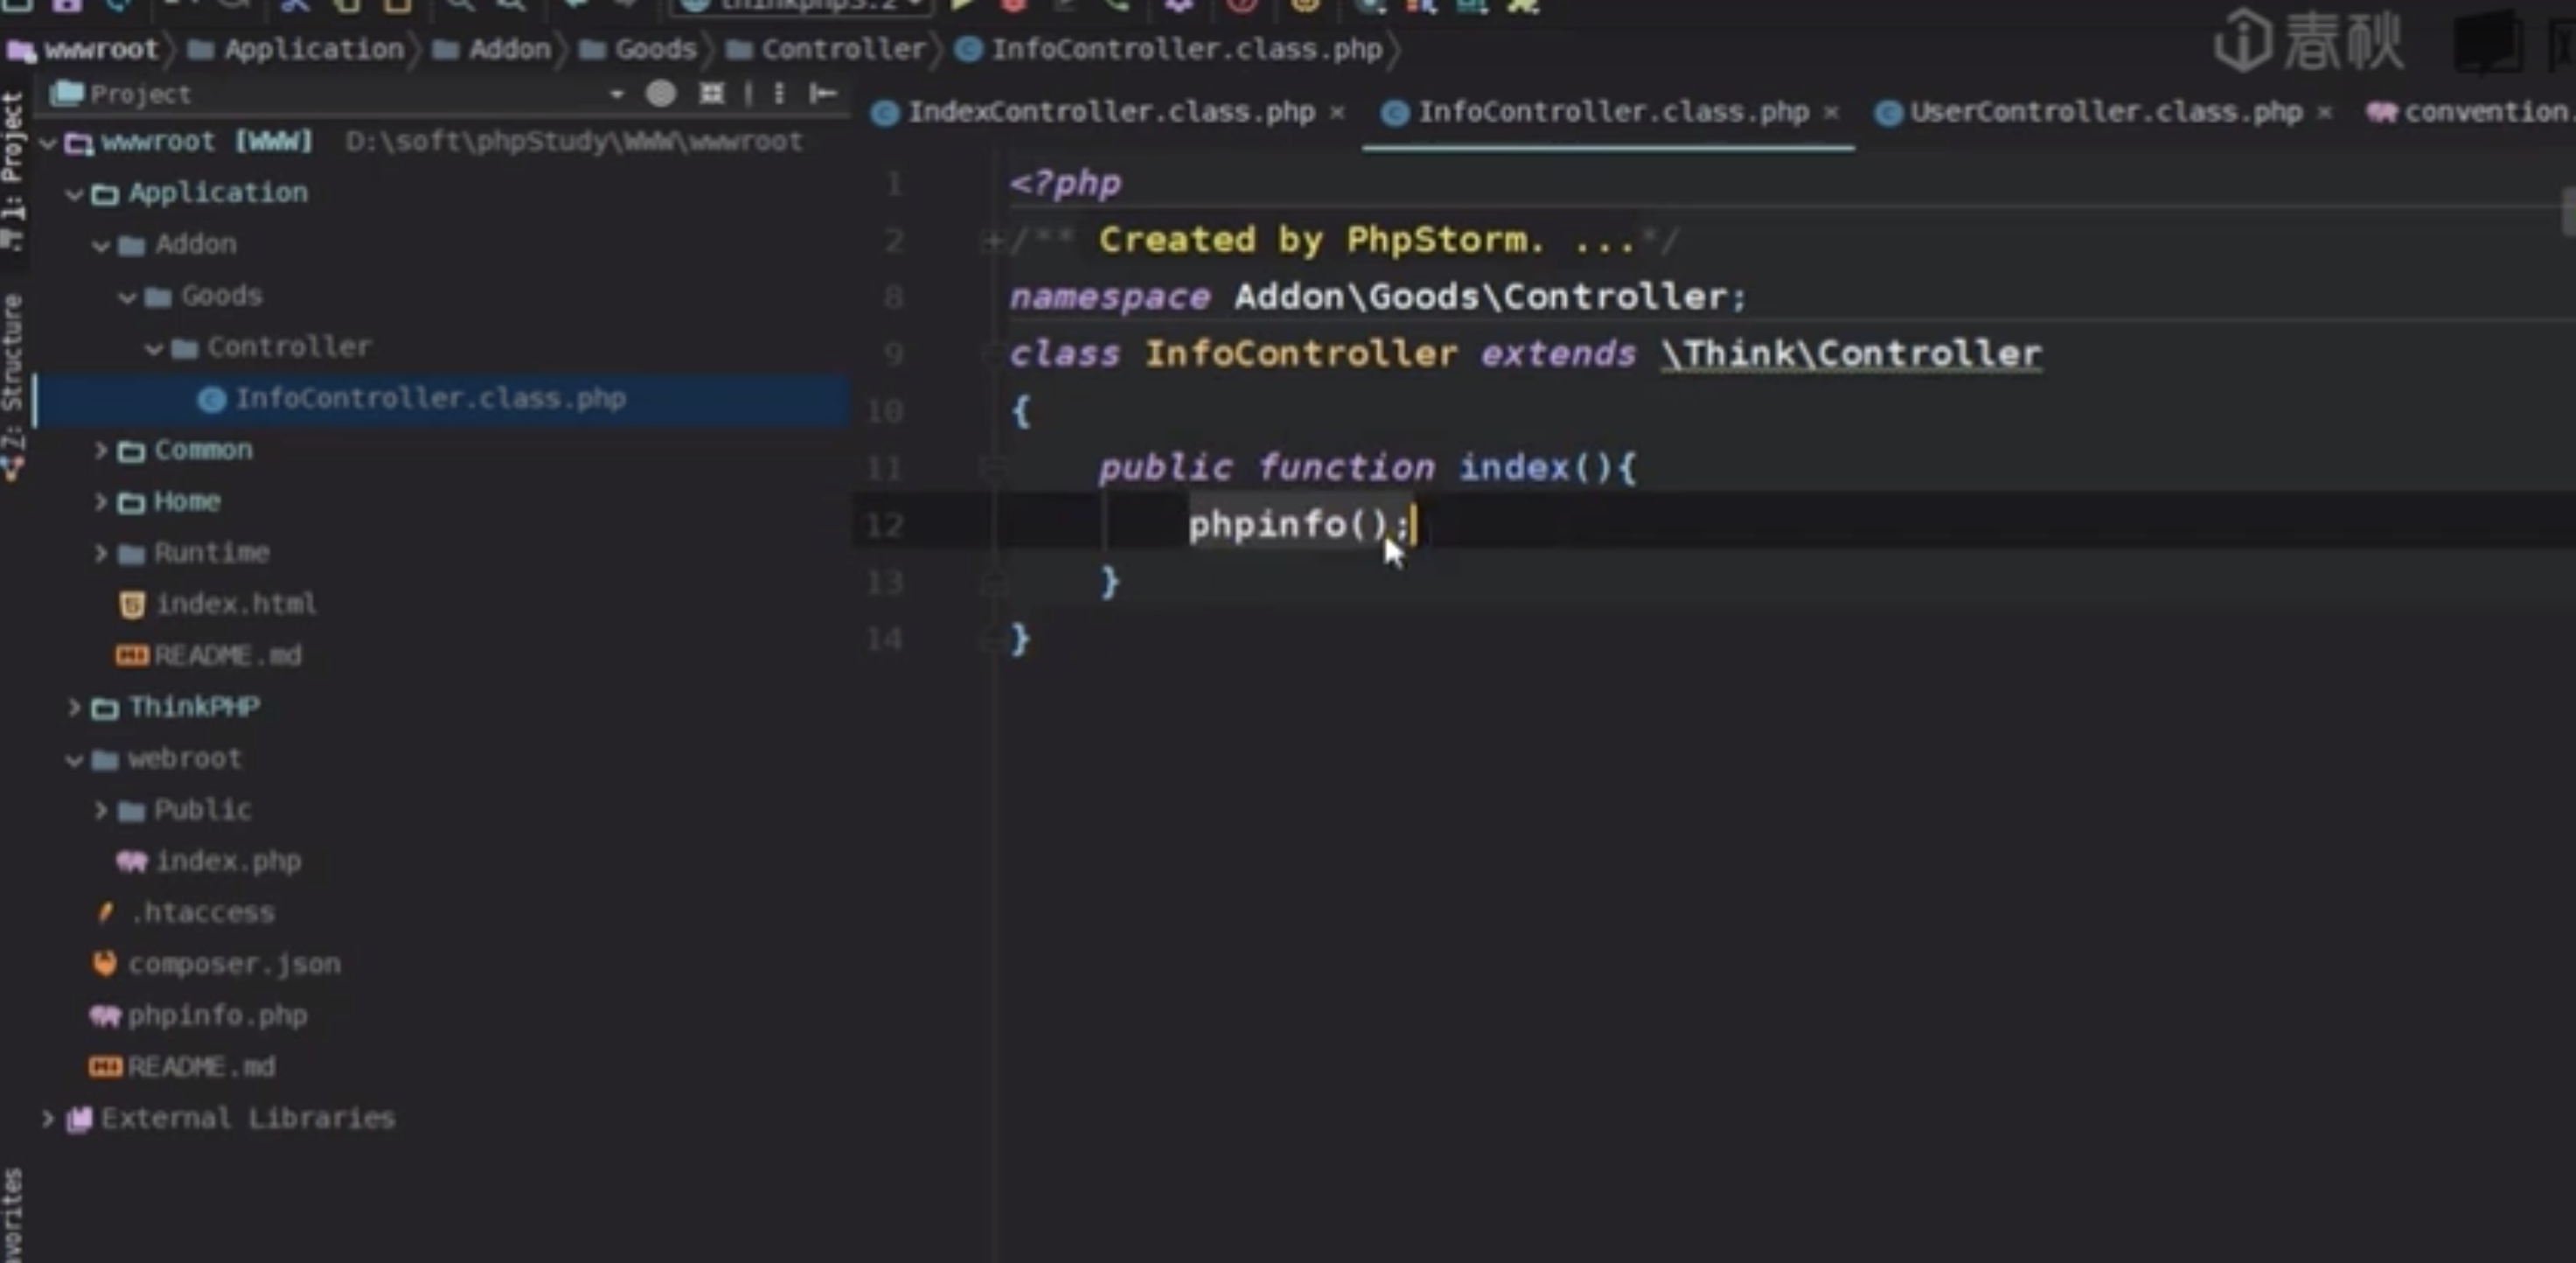 thinkphp3.2
wwwroot Application Addon Goods Controller InfoController.class.php
春秋
Project
IndexController.class.php × InfoController.class.php × UserController.class.php × convention.
1: Project
Z: Structure
wwwroot [WWW] D:\soft\phpStudy\WWW\wwwroot
Application
Addon
Goods
Controller
InfoController.class.php
Common
Home
Runtime
index.html
README.md
ThinkPHP
webroot
Public
index.php
.htaccess
composer.json
phpinfo.php
README.md
External Libraries
vorites
1 <?php
2 /** Created by PhpStorm. ...*/
8 namespace Addon\Goods\Controller;
9 class InfoController extends \Think\Controller
10 {
11 public function index(){
12 phpinfo();
13 }
14 }